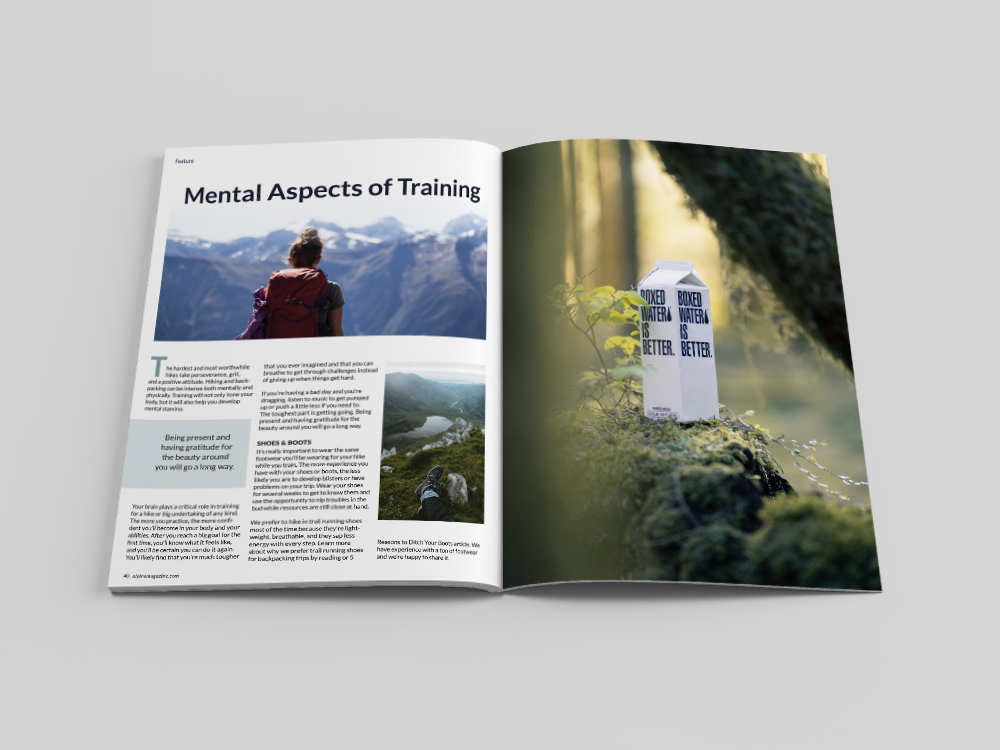 Feature
Mental Aspects of Training
The hardest and most worthwhile
hikes take perseverance, grit,
and a positive attitude. Hiking and back-
packing can be intense both mentally and
physically. Training will not only tone your
body, but it will also help you develop
mental stamina.
Being present and
having gratitude for
the beauty around
you will go a long way.
Your brain plays a critical role in training
for a hike or big undertaking of any kind.
The more you practice, the more confi-
dent you'll become in your body and your
abilities. After you reach a big goal for the
first time, you'll know what it feels like,
and you'll be certain you can do it again.
You'll likely find that you're much tougher
that you ever imagined and that you can
breathe to get through challenges instead
of giving up when things get hard.
If you're having a bad day and you're
dragging, listen to music to get pumped
up or push a little less if you need to.
The toughest part is getting going. Being
present and having gratitude for the
beauty around you will go a long way.
SHOES & BOOTS
It's really important to wear the same
footwear you'll be wearing for your hike
while you train. The more experience you
have with your shoes or boots, the less
likely you are to develop blisters or have
problems on your trip. Wear your shoes
for several weeks to get to know them and
use the opportunity to nip troubles in the
bud while resources are still close at hand.
We prefer to hike in trail running shoes
most of the time because they're light-
weight, breathable, and they sap less
energy with every step. Learn more
about why we prefer trail running shoes
for backpacking trips by reading or 5
Reasons to Ditch Your Boots article. We
have experience with a ton of footwear
and we're happy to share it.
40 alpinemagazine.com
BOXED
WATER
IS
BETTER.
BOXED
WATER
IS
BETTER.